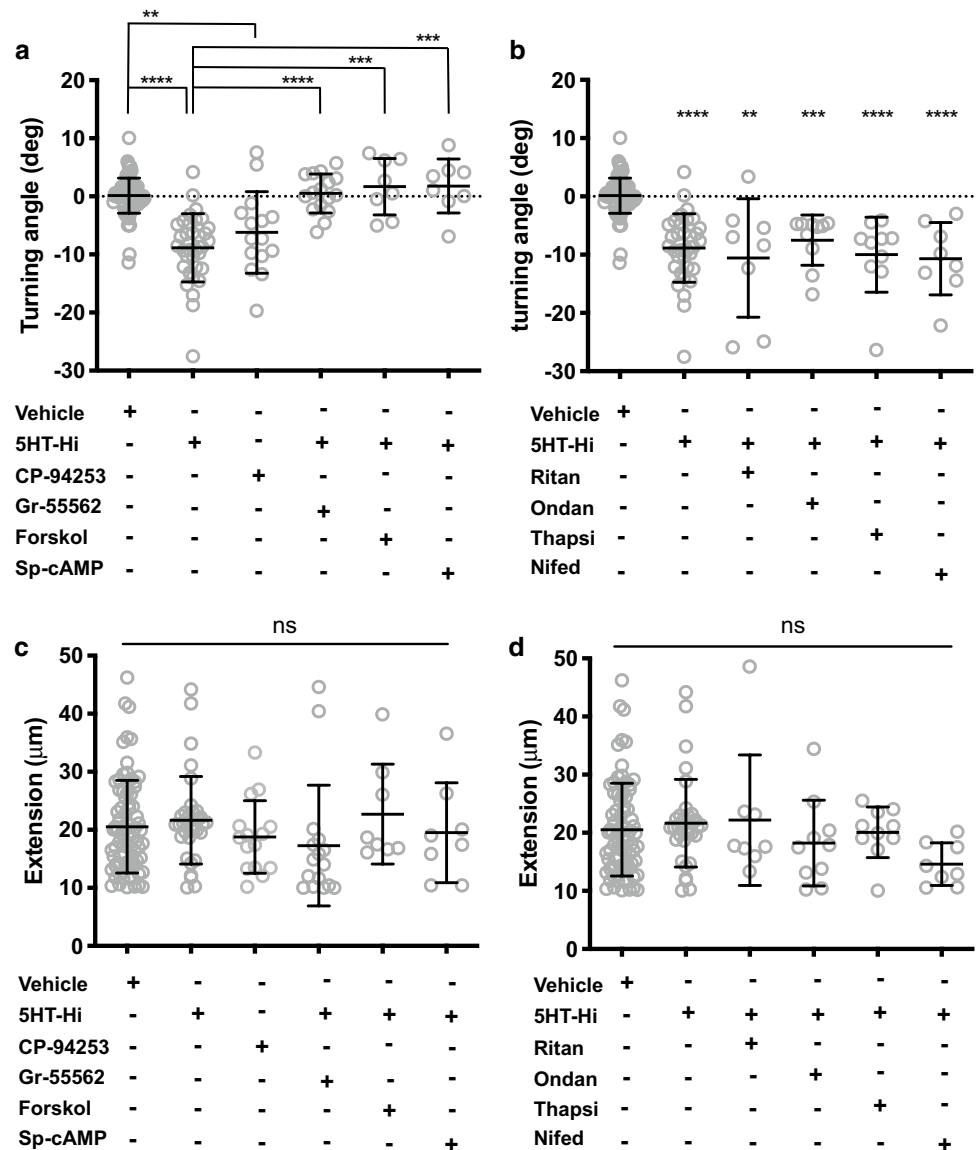 a
**
***
***
****
****
Turning angle (deg)
20
10
0
-10
-20
-30
Vehicle + - - - - -
5HT-Hi - + - + + +
CP-94253 - - + - - -
Gr-55562 - - - + - -
Forskol - - - - + -
Sp-cAMP - - - - - +
b
**** ** *** **** ****
turning angle (deg)
20
10
0
-10
-20
-30
Vehicle + - - - - -
5HT-Hi - + + + + +
Ritan - - + - - -
Ondan - - - + - -
Thapsi - - - - + -
Nifed - - - - - +
c
ns
Extension (μm)
50
40
30
20
10
0
Vehicle + - - - - -
5HT-Hi - + - + + +
CP-94253 - - + - - -
Gr-55562 - - - + - -
Forskol - - - - + -
Sp-cAMP - - - - - +
d
ns
Extension (μm)
50
40
30
20
10
0
Vehicle + - - - - -
5HT-Hi - + + + + +
Ritan - - + - - -
Ondan - - - + - -
Thapsi - - - - + -
Nifed - - - - - +